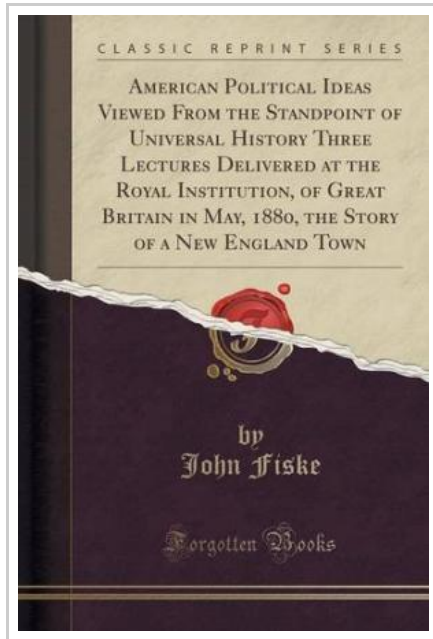 CLASSIC REPRINT SERIES
AMERICAN POLITICAL IDEAS
VIEWED FROM THE STANDPOINT OF
UNIVERSAL HISTORY THREE
LECTURES DELIVERED AT THE
ROYAL INSTITUTION, OF GREAT
BRITAIN IN MAY, 1880, THE STORY
OF A NEW ENGLAND TOWN
by
John Fiske
Forgotten Books